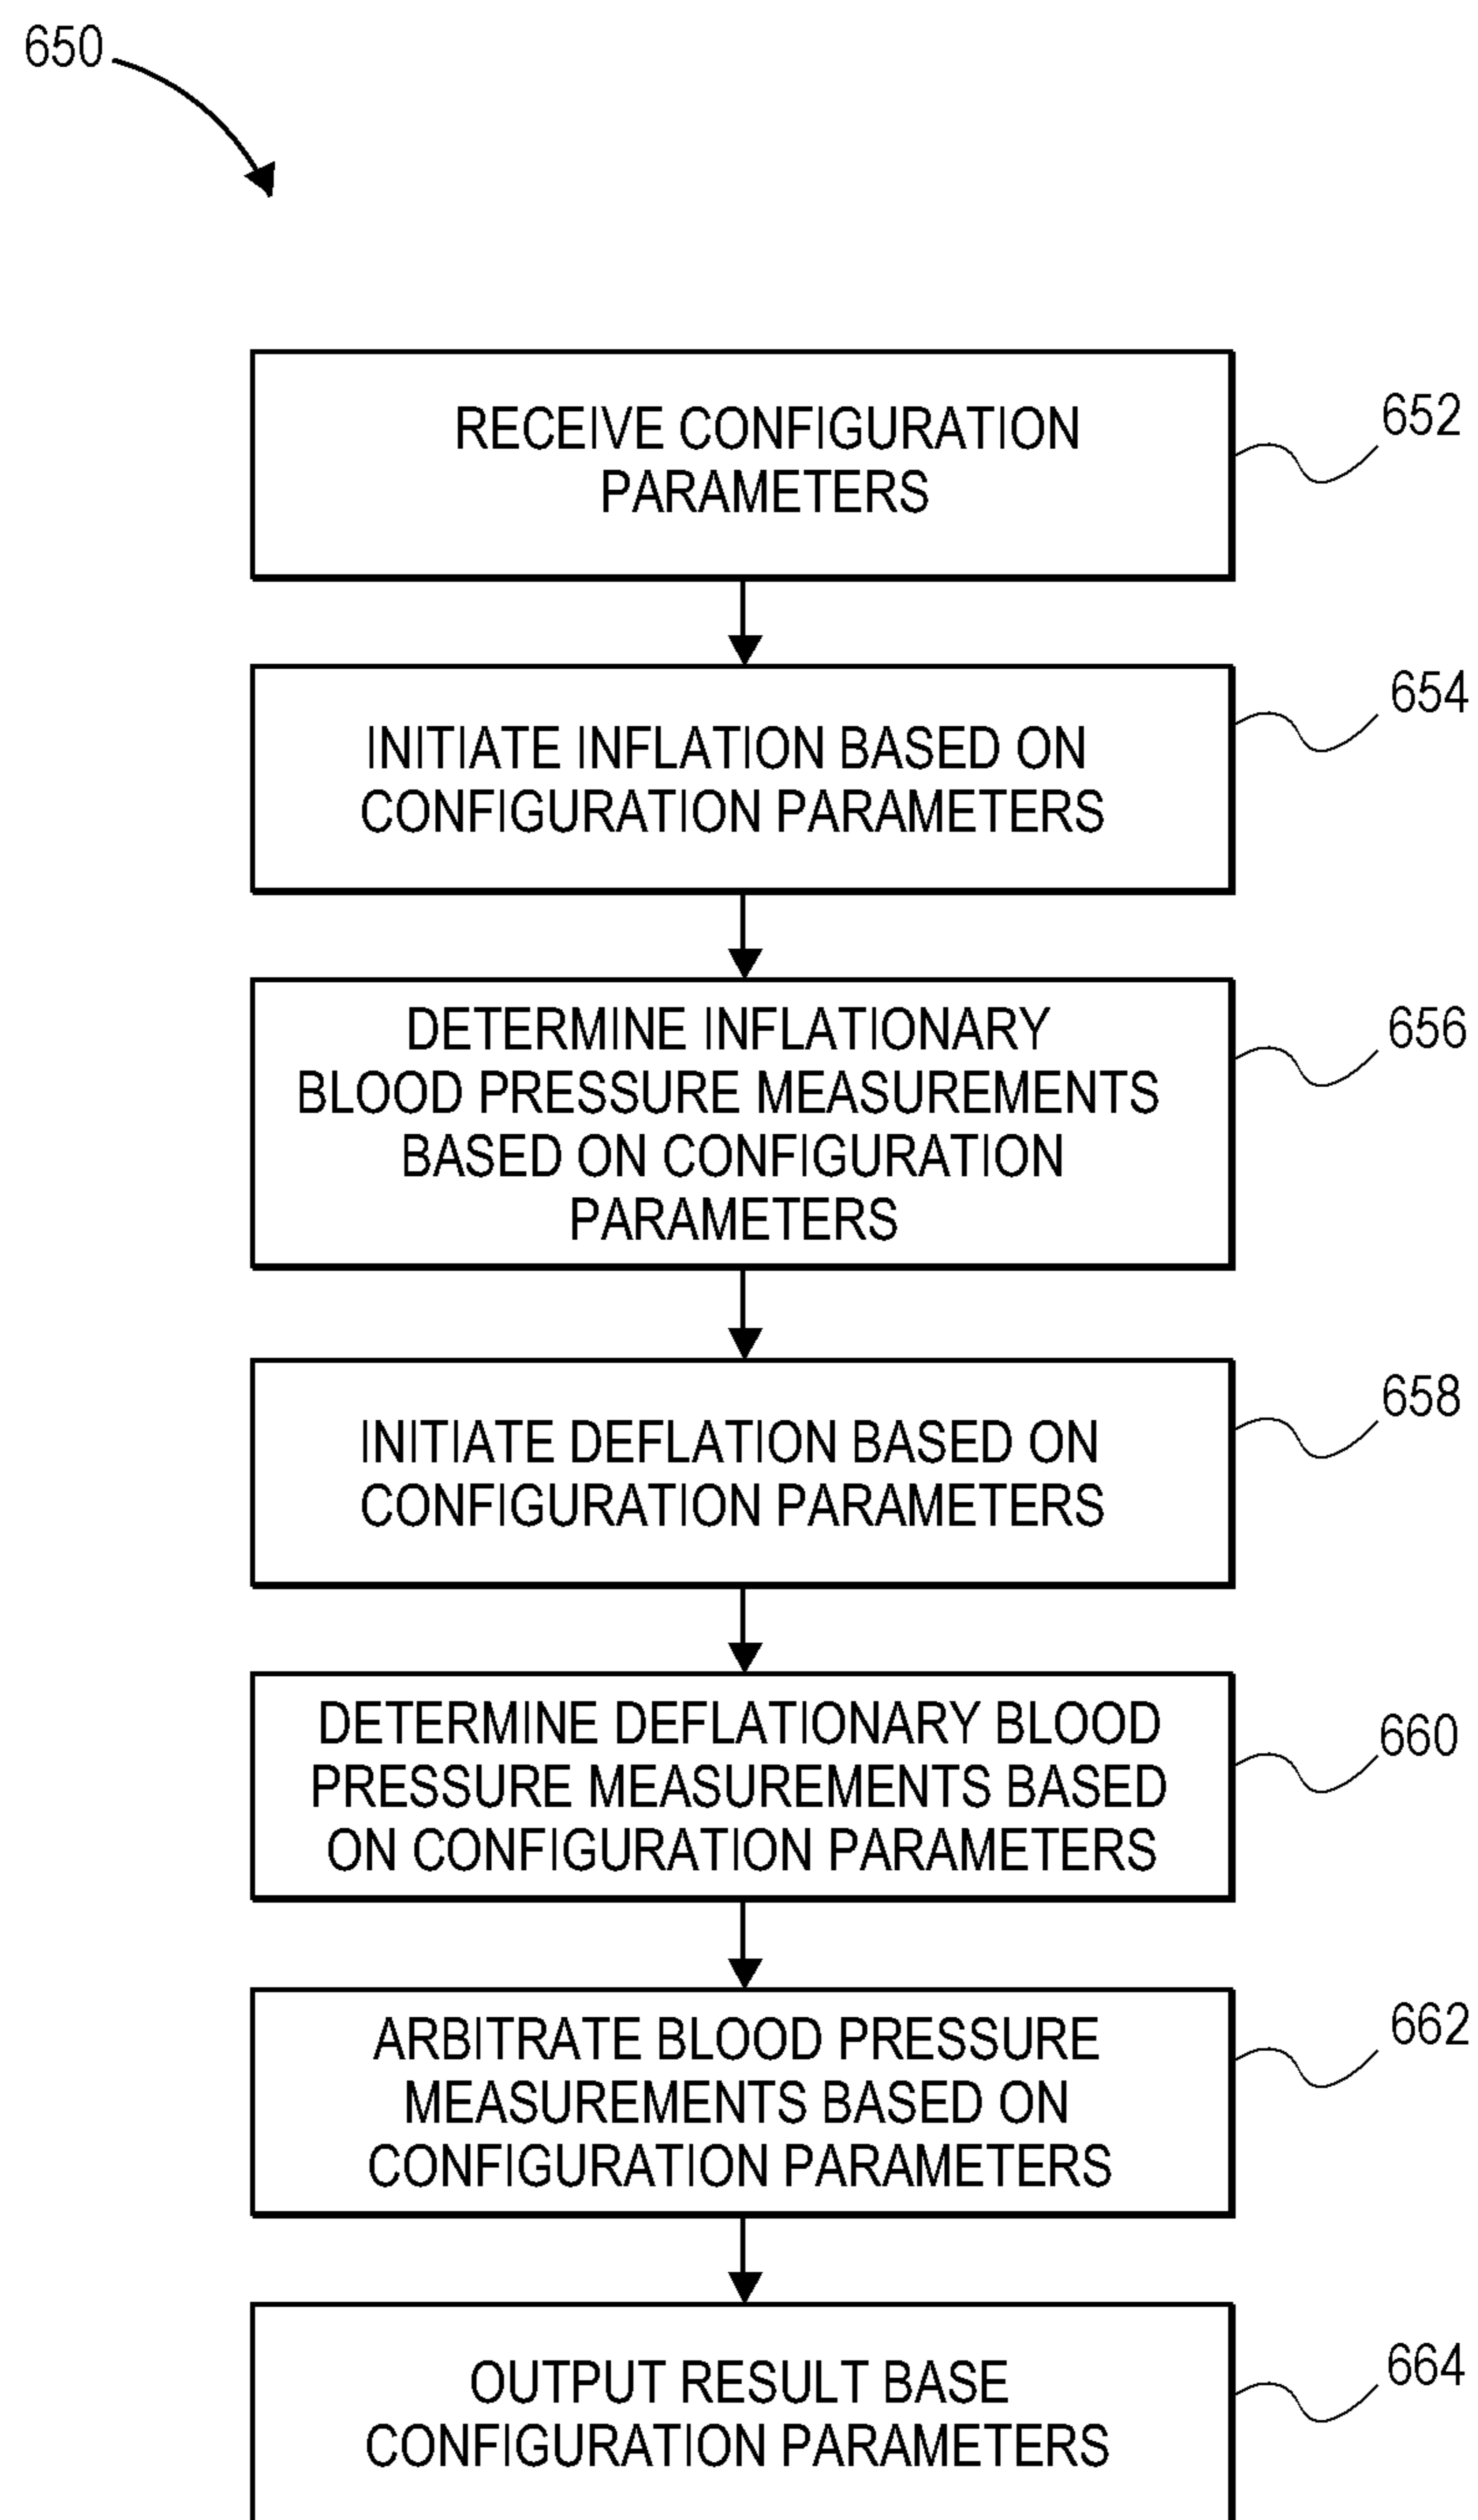 650
RECEIVE CONFIGURATION
PARAMETERS
652
INITIATE INFLATION BASED ON
CONFIGURATION PARAMETERS
654
DETERMINE INFLATIONARY
BLOOD PRESSURE MEASUREMENTS
BASED ON CONFIGURATION
PARAMETERS
656
INITIATE DEFLATION BASED ON
CONFIGURATION PARAMETERS
658
DETERMINE DEFLATIONARY BLOOD
PRESSURE MEASUREMENTS BASED
ON CONFIGURATION PARAMETERS
660
ARBITRATE BLOOD PRESSURE
MEASUREMENTS BASED ON
CONFIGURATION PARAMETERS
662
OUTPUT RESULT BASE
CONFIGURATION PARAMETERS
664